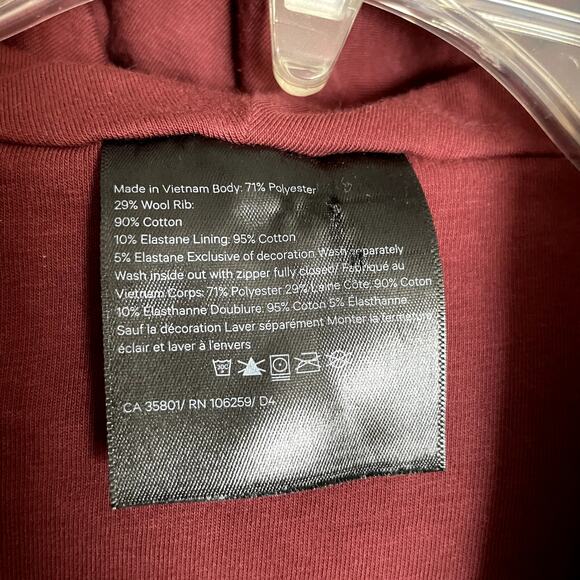 Made in Vietnam Body: 71% Polyester
29% Wool Rib:
90% Cotton
10% Elastane Lining: 95% Cotton
5% Elastane Exclusive of decoration Wash separately
Wash inside out with zipper fully closed/ Fabriqué au
Vietnam Corps: 71% Polyester 29% Laine Côte: 90% Coton
10% Elasthanne Doublure: 95% Coton 5% Élasthanne
Sauf la décoration Laver séparément Monter la fermeture
éclair et laver à l'envers
CA 35801/ RN 106259/ D4